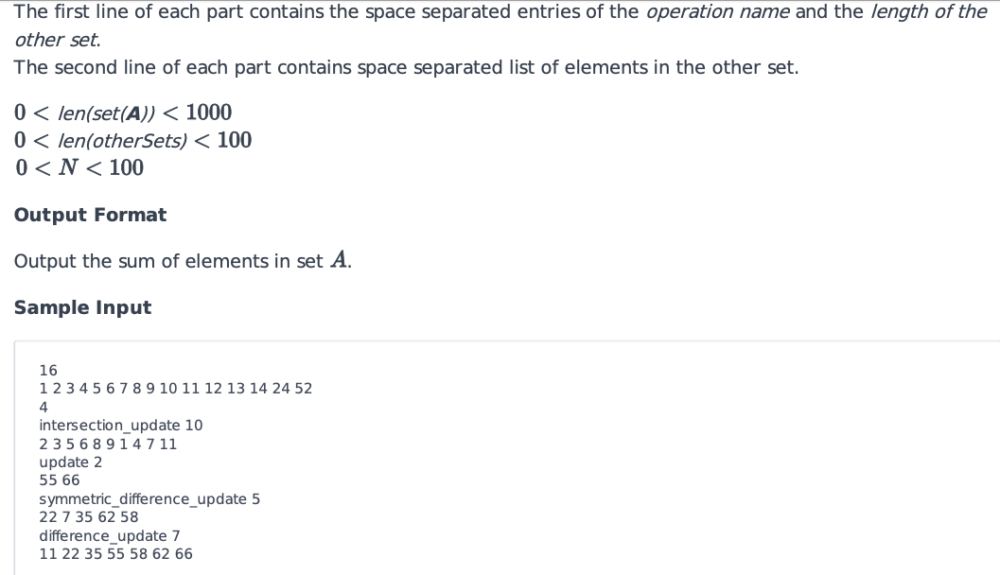 The first line of each part contains the space separated entries of the operation name and the length of the
other set.
The second line of each part contains space separated list of elements in the other set.
0 < len(set(A)) < 1000
0 < len(otherSets) < 100
0 < N < 100
Output Format
Output the sum of elements in set A.
Sample Input
16
1 2 3 4 5 6 7 8 9 10 11 12 13 14 24 52
4
intersection_update 10
2 3 5 6 8 9 1 4 7 11
update 2
55 66
symmetric_difference_update 5
22 7 35 62 58
difference_update 7
11 22 35 55 58 62 66